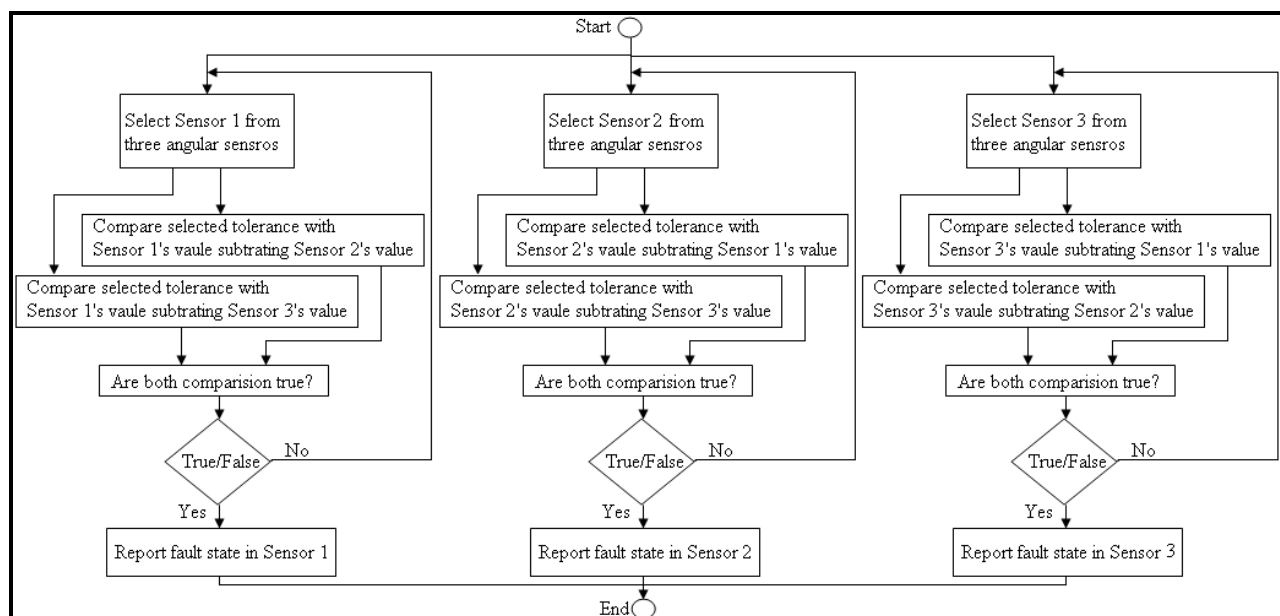 Start
Select Sensor 1 from
three angular sensros
Compare selected tolerance with
Sensor 1's vaule subtrating Sensor 2's value
Compare selected tolerance with
Sensor 1's vaule subtrating Sensor 3's value
Are both comparision true?
True/False
No
Yes
Report fault state in Sensor 1
Select Sensor 2 from
three angular sensros
Compare selected tolerance with
Sensor 2's vaule subtrating Sensor 1's value
Compare selected tolerance with
Sensor 2's vaule subtrating Sensor 3's value
Are both comparision true?
True/False
No
Yes
Report fault state in Sensor 2
Select Sensor 3 from
three angular sensros
Compare selected tolerance with
Sensor 3's vaule subtrating Sensor 1's value
Compare selected tolerance with
Sensor 3's vaule subtrating Sensor 2's value
Are both comparision true?
True/False
No
Yes
Report fault state in Sensor 3
End